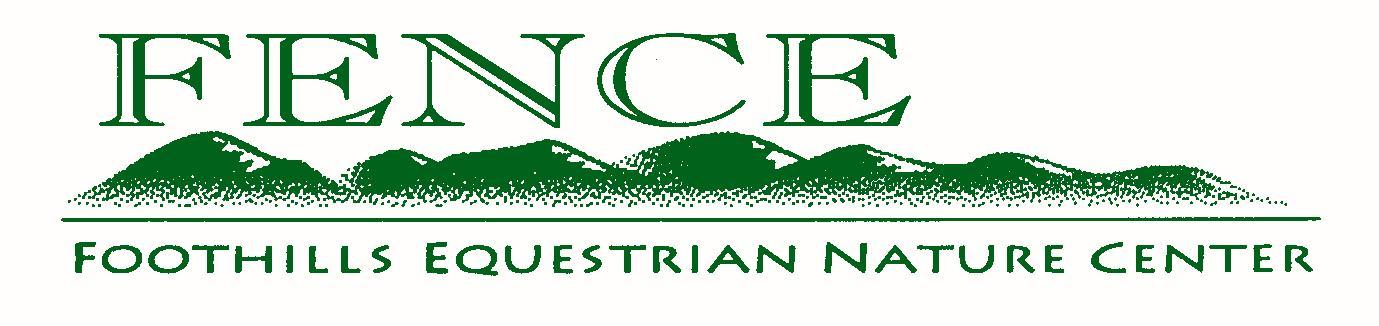 FENCE
FOOTHILLS EQUESTRIAN NATURE CENTER